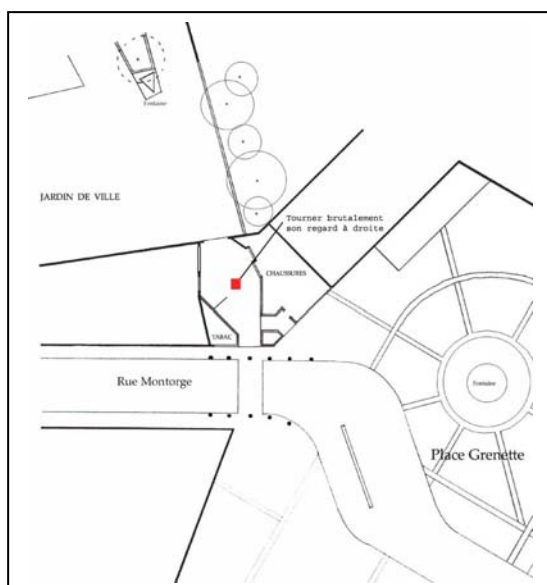 Fontaine
JARDIN DE VILLE
Tourner brutalement
son regard à droite
CHAUSSURES
TABAC
Rue Montorge
Fontaine
Place Grenette